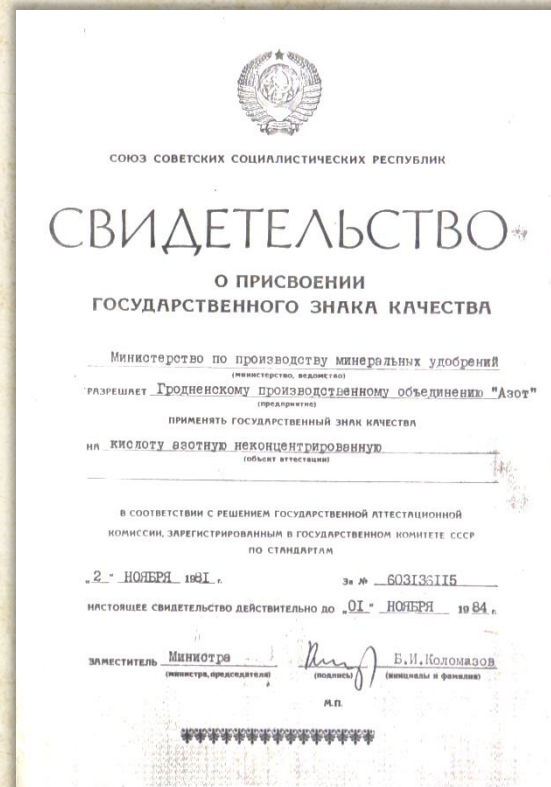 СОЮЗ СОВЕТСКИХ СОЦИАЛИСТИЧЕСКИХ РЕСПУБЛИК
СВИДЕТЕЛЬСТВО
О ПРИСВОЕНИИ
ГОСУДАРСТВЕННОГО ЗНАКА КАЧЕСТВА
Министерство по производству минеральных удобрений
(министерство, ведомство)
РАЗРЕШАЕТ Гродненскому производственному объединению "Азот"
(предприятие)
ПРИМЕНЯТЬ ГОСУДАРСТВЕННЫЙ ЗНАК КАЧЕСТВА
НА кислоту азотную неконцентрированную
(объект аттестации)
В СООТВЕТСТВИИ С РЕШЕНИЕМ ГОСУДАРСТВЕННОЙ АТТЕСТАЦИОННОЙ
КОМИССИИ, ЗАРЕГИСТРИРОВАННЫМ В ГОСУДАРСТВЕННОМ КОМИТЕТЕ СССР
ПО СТАНДАРТАМ
„2" НОЯБРЯ 1981 г. За № 603136115
НАСТОЯЩЕЕ СВИДЕТЕЛЬСТВО ДЕЙСТВИТЕЛЬНО ДО „01" НОЯБРЯ 1984 г.
ЗАМЕСТИТЕЛЬ Министра Б.И.Коломазов
(министра, председателя) (подпись) (инициалы и фамилия)
М.П.